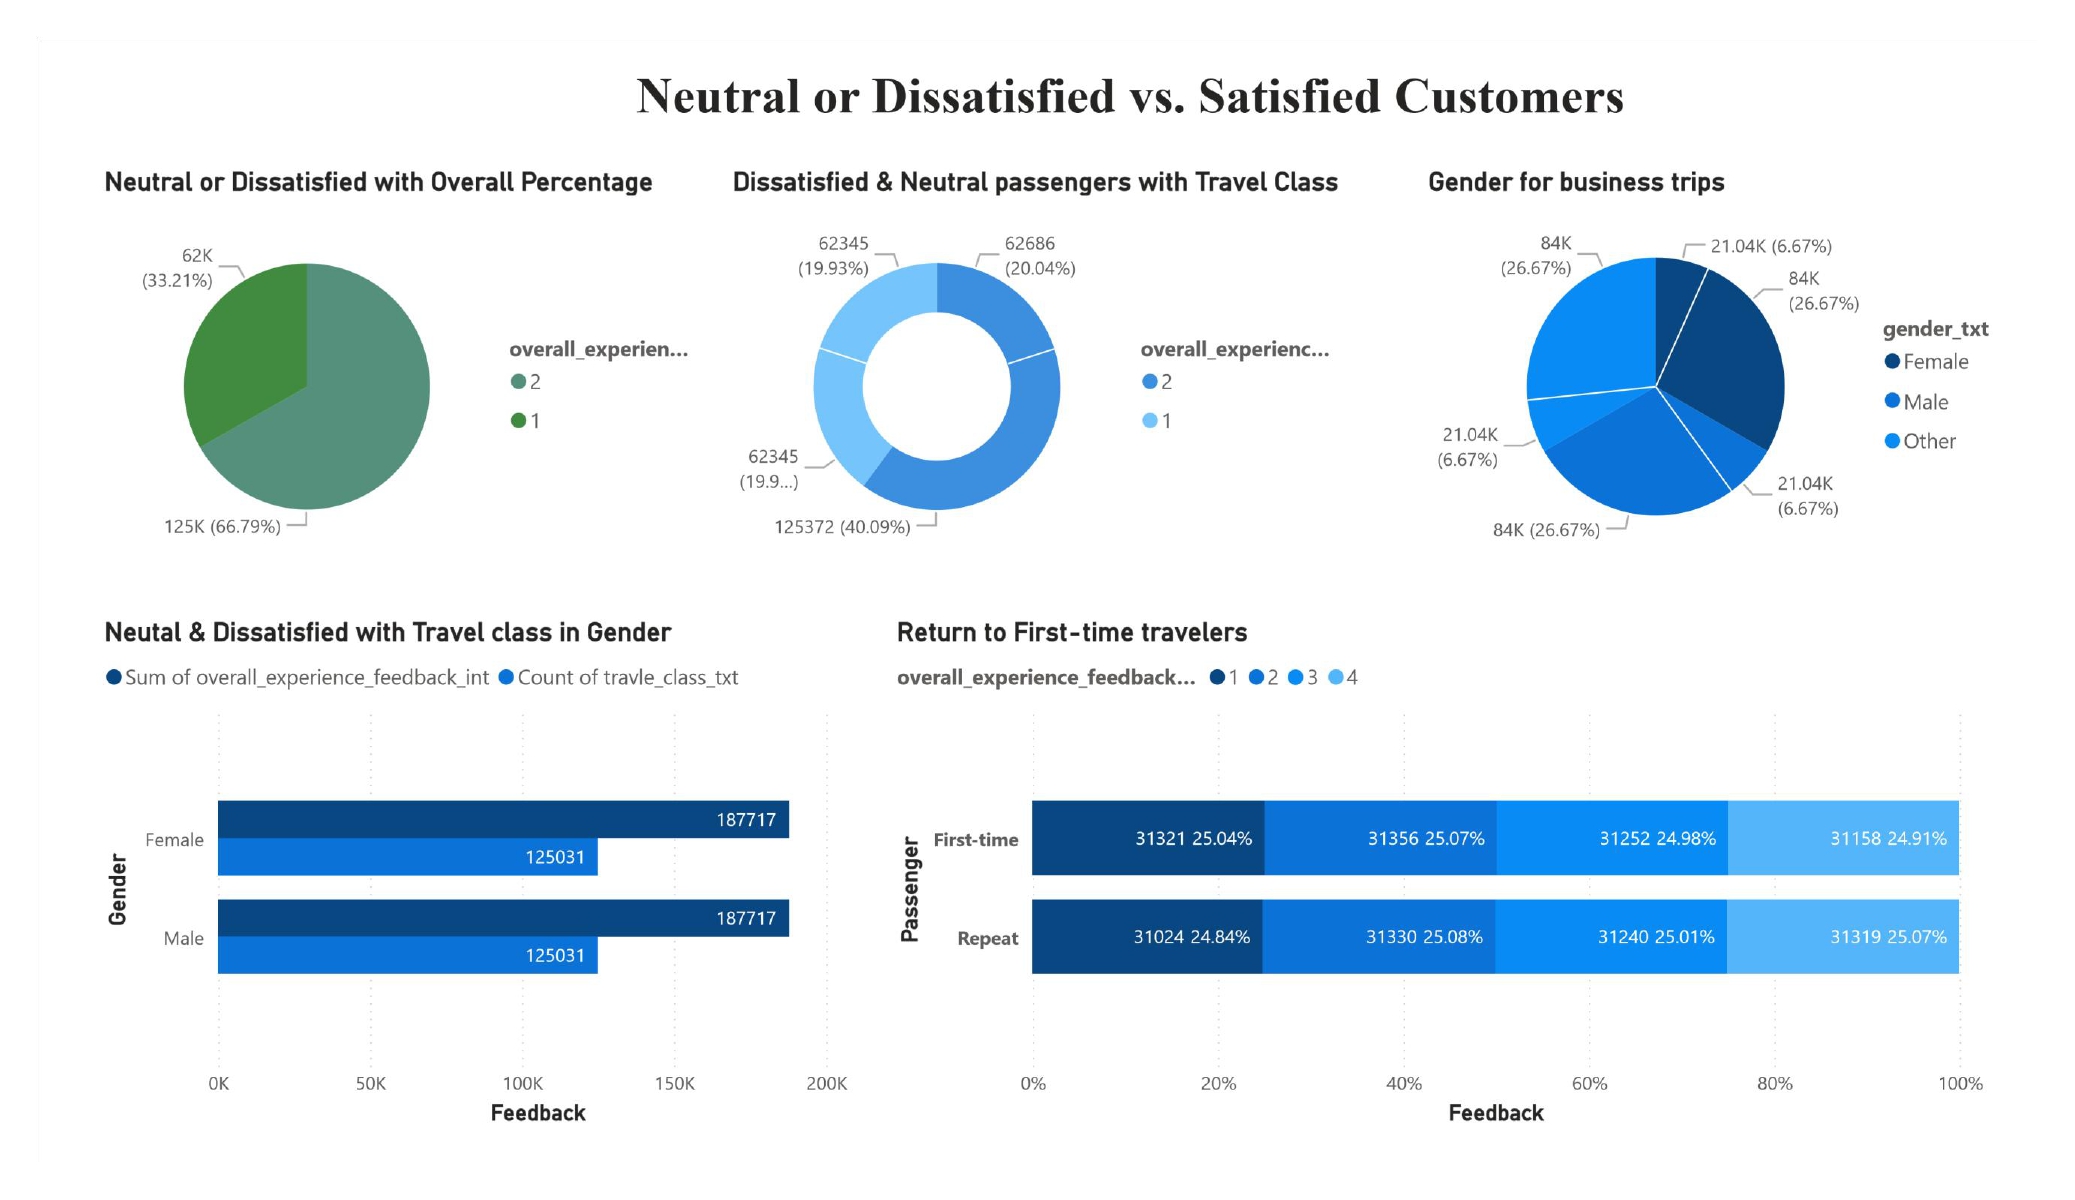 Neutral or Dissatisfied vs. Satisfied Customers
Neutral or Dissatisfied with Overall Percentage
62K
(33.21%)
125K (66.79%)
overall_experien...
2
1
Dissatisfied & Neutral passengers with Travel Class
62345
(19.93%)
62686
(20.04%)
62345
(19.9...)
125372 (40.09%)
overall_experienc...
2
1
Gender for business trips
84K
(26.67%)
21.04K (6.67%)
84K
(26.67%)
21.04K
(6.67%)
21.04K
(6.67%)
84K (26.67%)
gender_txt
Female
Male
Other
Neutal & Dissatisfied with Travel class in Gender
Sum of overall_experience_feedback_int Count of travle_class_txt
Gender
Female
187717
125031
Male
187717
125031
0K 50K 100K 150K 200K
Feedback
Return to First-time travelers
overall_experience_feedback... 1 2 3 4
Passenger
First-time 31321 25.04% 31356 25.07% 31252 24.98% 31158 24.91%
Repeat 31024 24.84% 31330 25.08% 31240 25.01% 31319 25.07%
0% 20% 40% 60% 80% 100%
Feedback